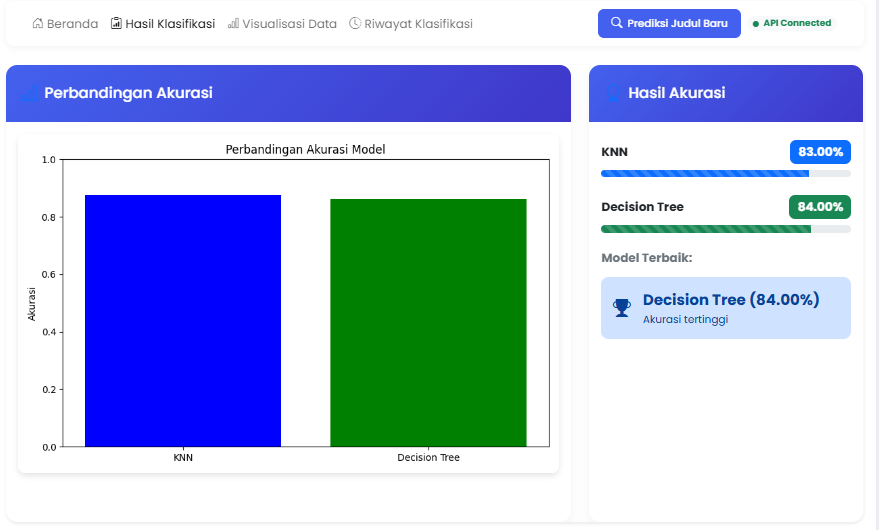 Beranda Hasil Klasifikasi Visualisasi Data Riwayat Klasifikasi Prediksi Judul Baru API Connected
Perbandingan Akurasi
Perbandingan Akurasi Model
1.0
0.8
0.6
0.4
0.2
0.0
Akurasi
KNN Decision Tree
Hasil Akurasi
KNN 83.00%
Decision Tree 84.00%
Model Terbaik:
Decision Tree (84.00%)
Akurasi tertinggi